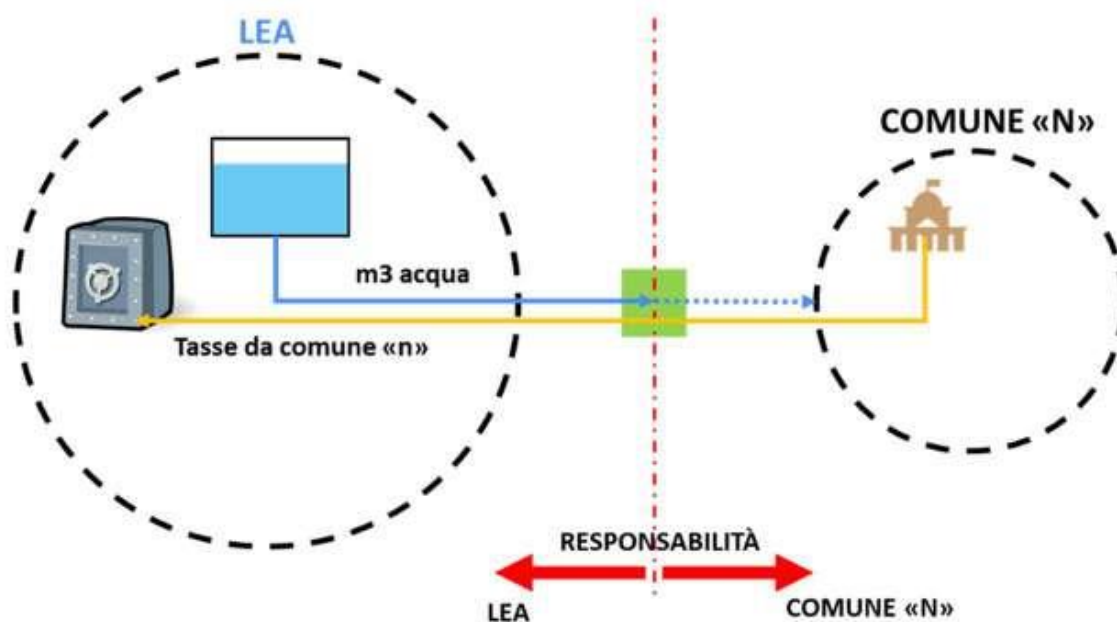 LEA
COMUNE «N»
m3 acqua
Tasse da comune «n»
RESPONSABILITÀ
LEA
COMUNE «N»